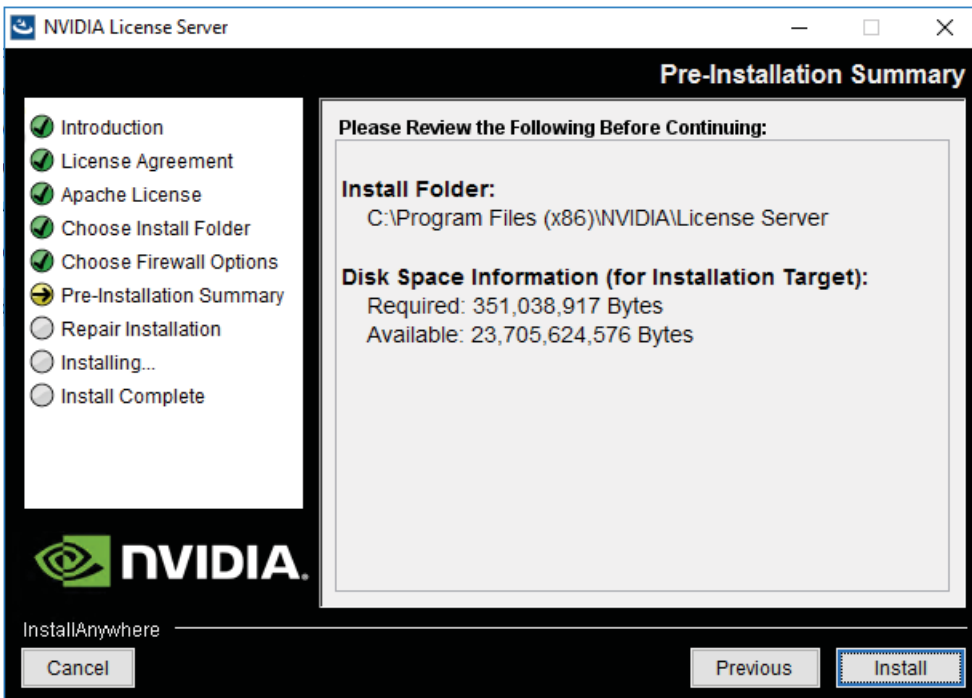 NVIDIA License Server
Pre-Installation Summary
Introduction
License Agreement
Apache License
Choose Install Folder
Choose Firewall Options
Pre-Installation Summary
Repair Installation
Installing...
Install Complete
Please Review the Following Before Continuing:
Install Folder:
C:\Program Files (x86)\NVIDIA\License Server
Disk Space Information (for Installation Target):
Required: 351,038,917 Bytes
Available: 23,705,624,576 Bytes
NVIDIA.
InstallAnywhere
Cancel
Previous
Install